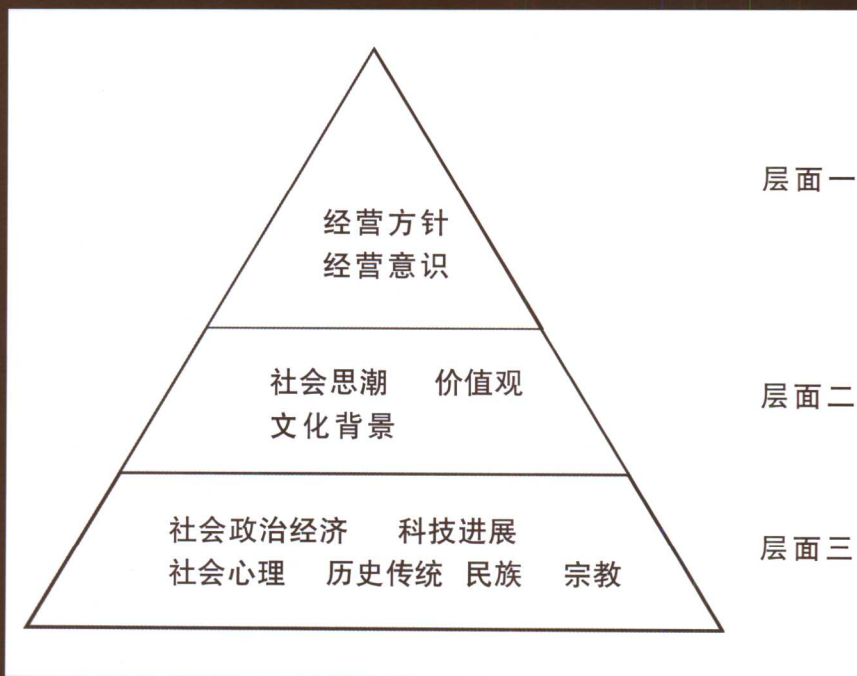 层面一
经营方针
经营意识
社会思潮 价值观
层面二
文化背景
社会政治经济 科技进展
层面三
社会心理 历史传统 民族 宗教